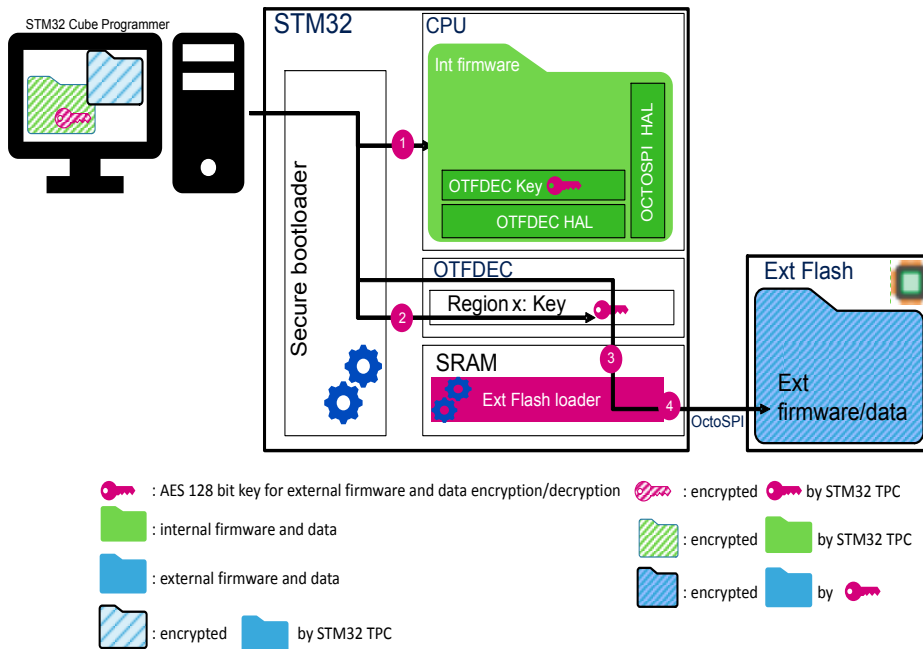 STM32 Cube Programmer
STM32
CPU
Int firmware
OCTOSPI HAL
OTFDEC Key
OTFDEC HAL
1
Secure bootloader
OTFDEC
Region x: Key
2
3
SRAM
Ext Flash loader
4
OctoSPI
Ext Flash
Ext
firmware/data
: AES 128 bit key for external firmware and data encryption/decryption
: encrypted by STM32 TPC
: internal firmware and data
: encrypted by STM32 TPC
: external firmware and data
: encrypted by
: encrypted by STM32 TPC